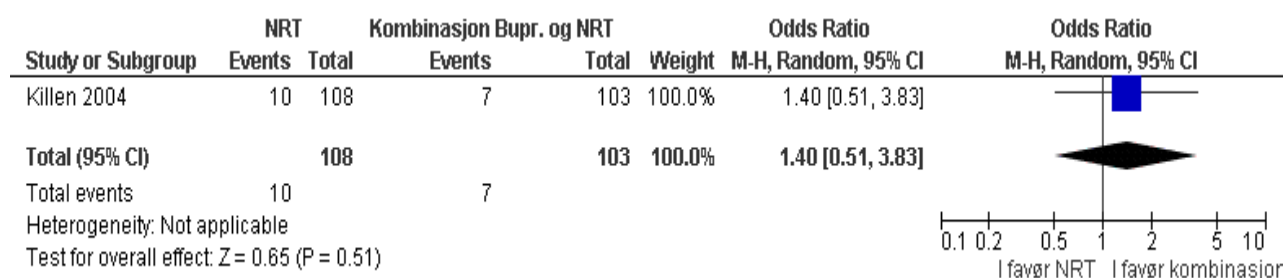 NRT Kombinasjon Bupr. og NRT Odds Ratio Odds Ratio
Study or Subgroup Events Total Events Total Weight M-H, Random, 95% CI M-H, Random, 95% CI
Killen 2004 10 108 7 103 100.0% 1.40 [0.51, 3.83]
Total (95% CI) 108 103 100.0% 1.40 [0.51, 3.83]
Total events 10 7
Heterogeneity: Not applicable
Test for overall effect: Z = 0.65 (P = 0.51)
0.1 0.2 0.5 1 2 5 10
I favør NRT I favør kombinasjon